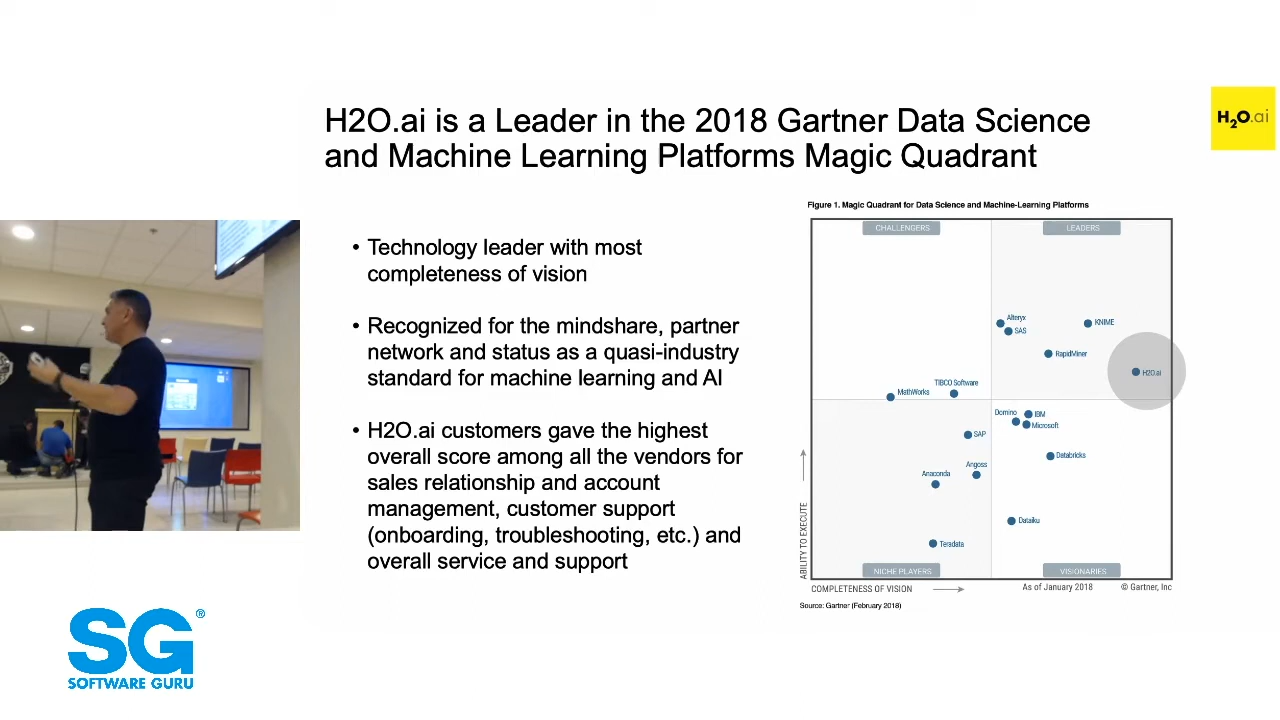 H2O.ai is a Leader in the 2018 Gartner Data Science
and Machine Learning Platforms Magic Quadrant
H2O.ai
• Technology leader with most
completeness of vision
• Recognized for the mindshare, partner
network and status as a quasi-industry
standard for machine learning and AI
• H2O.ai customers gave the highest
overall score among all the vendors for
sales relationship and account
management, customer support
(onboarding, troubleshooting, etc.) and
overall service and support
Figure 1. Magic Quadrant for Data Science and Machine-Learning Platforms
CHALLENGERS
LEADERS
Alteryx
SAS
KNIME
RapidMiner
H2O.ai
TIBCO Software
MathWorks
Domino
IBM
Microsoft
SAP
Databricks
Angoss
Anaconda
Dataiku
Teradata
NICHE PLAYERS
VISIONARIES
ABILITY TO EXECUTE
COMPLETENESS OF VISION
As of January 2018
© Gartner, Inc
Source: Gartner (February 2018)
SG®
SOFTWARE GURU